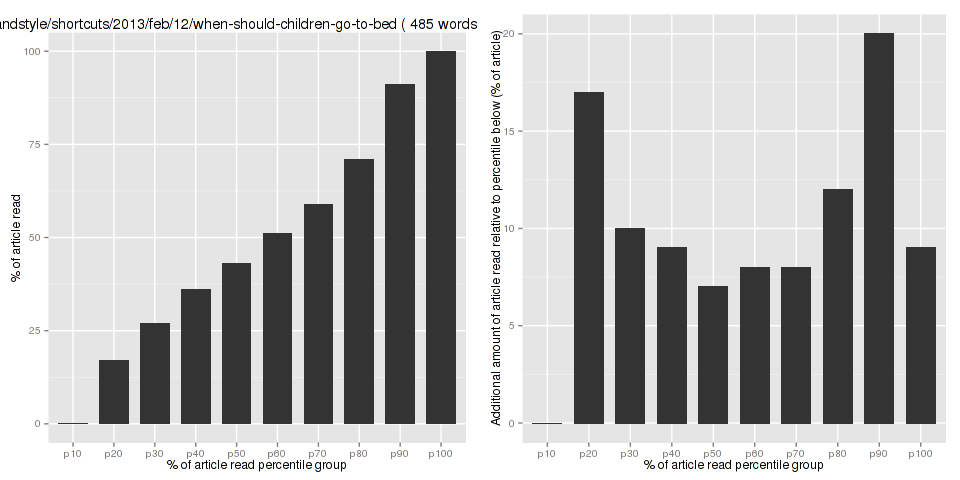 andstyle/shortcuts/2013/feb/12/when-should-children-go-to-bed ( 485 words
% of article read
100
75
50
25
0
p10 p20 p30 p40 p50 p60 p70 p80 p90 p100
% of article read percentile group
Additional amount of article read relative to percentile below (% of article)
20
15
10
5
0
p10 p20 p30 p40 p50 p60 p70 p80 p90 p100
% of article read percentile group